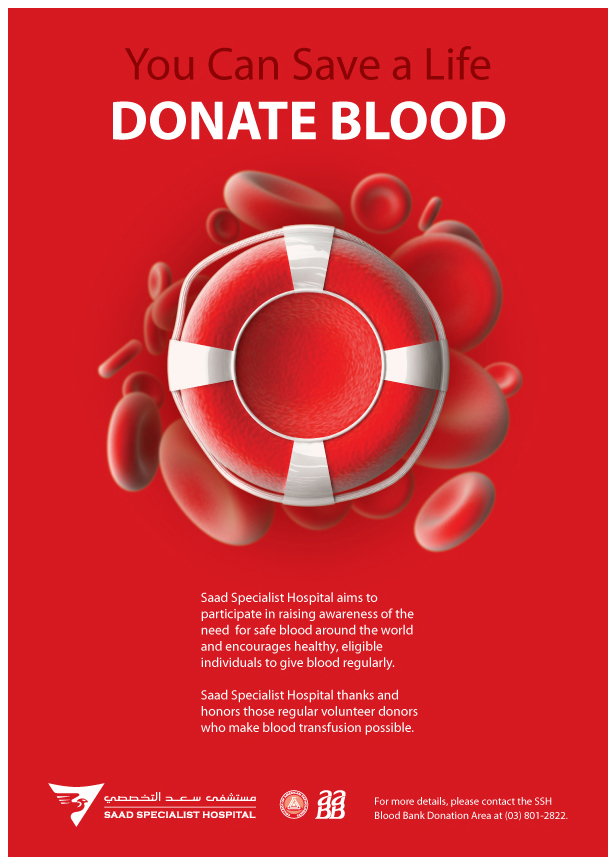 You Can Save a Life
DONATE BLOOD
Saad Specialist Hospital aims to
participate in raising awareness of the
need for safe blood around the world
and encourages healthy, eligible
individuals to give blood regularly.
Saad Specialist Hospital thanks and
honors those regular volunteer donors
who make blood transfusion possible.
مستشفى سعد التخصصي
SAAD SPECIALIST HOSPITAL
aa
BB
For more details, please contact the SSH
Blood Bank Donation Area at (03) 801-2822.